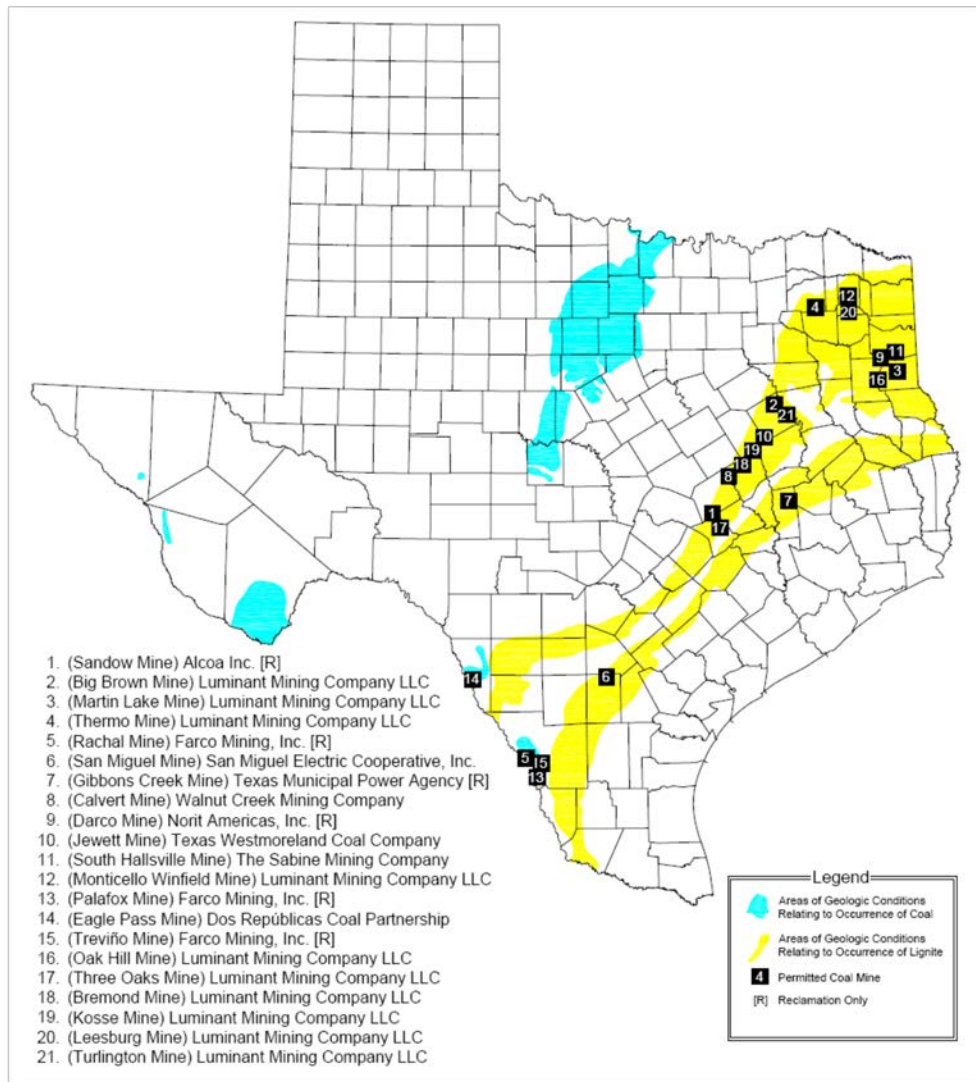 12
4
20
11
9
3
16
2
21
10
19
18
8
7
1
17
14
6
5
15
13
1. (Sandow Mine) Alcoa Inc. [R]
2. (Big Brown Mine) Luminant Mining Company LLC
3. (Martin Lake Mine) Luminant Mining Company LLC
4. (Thermo Mine) Luminant Mining Company LLC
5. (Rachal Mine) Farco Mining, Inc. [R]
6. (San Miguel Mine) San Miguel Electric Cooperative, Inc.
7. (Gibbons Creek Mine) Texas Municipal Power Agency [R]
8. (Calvert Mine) Walnut Creek Mining Company
9. (Darco Mine) Norit Americas, Inc. [R]
10. (Jewett Mine) Texas Westmoreland Coal Company
11. (South Hallsville Mine) The Sabine Mining Company
12. (Monticello Winfield Mine) Luminant Mining Company LLC
13. (Palafox Mine) Farco Mining, Inc. [R]
14. (Eagle Pass Mine) Dos Repúblicas Coal Partnership
15. (Treviño Mine) Farco Mining, Inc. [R]
16. (Oak Hill Mine) Luminant Mining Company LLC
17. (Three Oaks Mine) Luminant Mining Company LLC
18. (Bremond Mine) Luminant Mining Company LLC
19. (Kosse Mine) Luminant Mining Company LLC
20. (Leesburg Mine) Luminant Mining Company LLC
21. (Turlington Mine) Luminant Mining Company LLC
Legend
Areas of Geologic Conditions
Relating to Occurrence of Coal
Areas of Geologic Conditions
Relating to Occurrence of Lignite
4 Permitted Coal Mine
[R] Reclamation Only